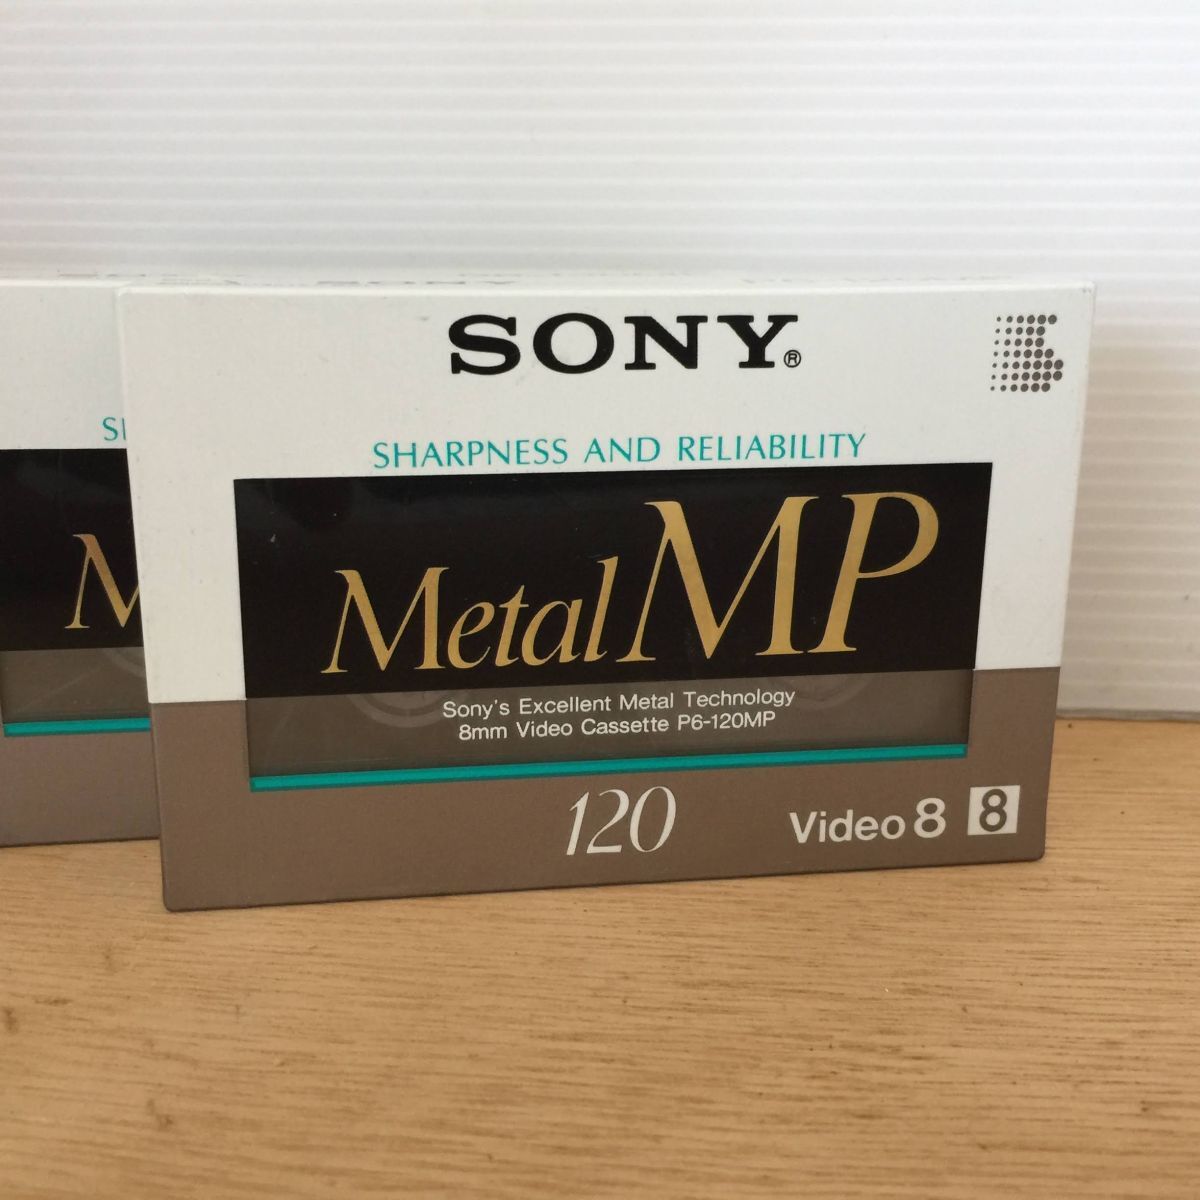 SONY®
SHARPNESS AND RELIABILITY
Metal MP
Sony's Excellent Metal Technology
8mm Video Cassette P6-120MP
120
Video 8 8